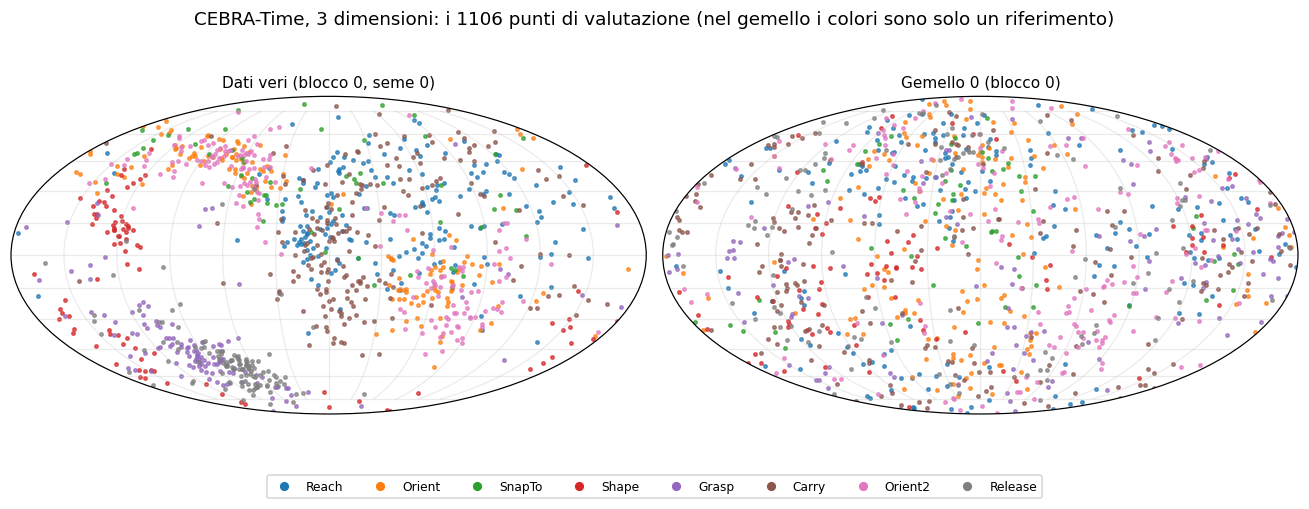 CEBRA-Time, 3 dimensioni: i 1106 punti di valutazione (nel gemello i colori sono solo un riferimento)
Dati veri (blocco 0, seme 0)
Gemello 0 (blocco 0)
Reach Orient SnapTo Shape Grasp Carry Orient2 Release